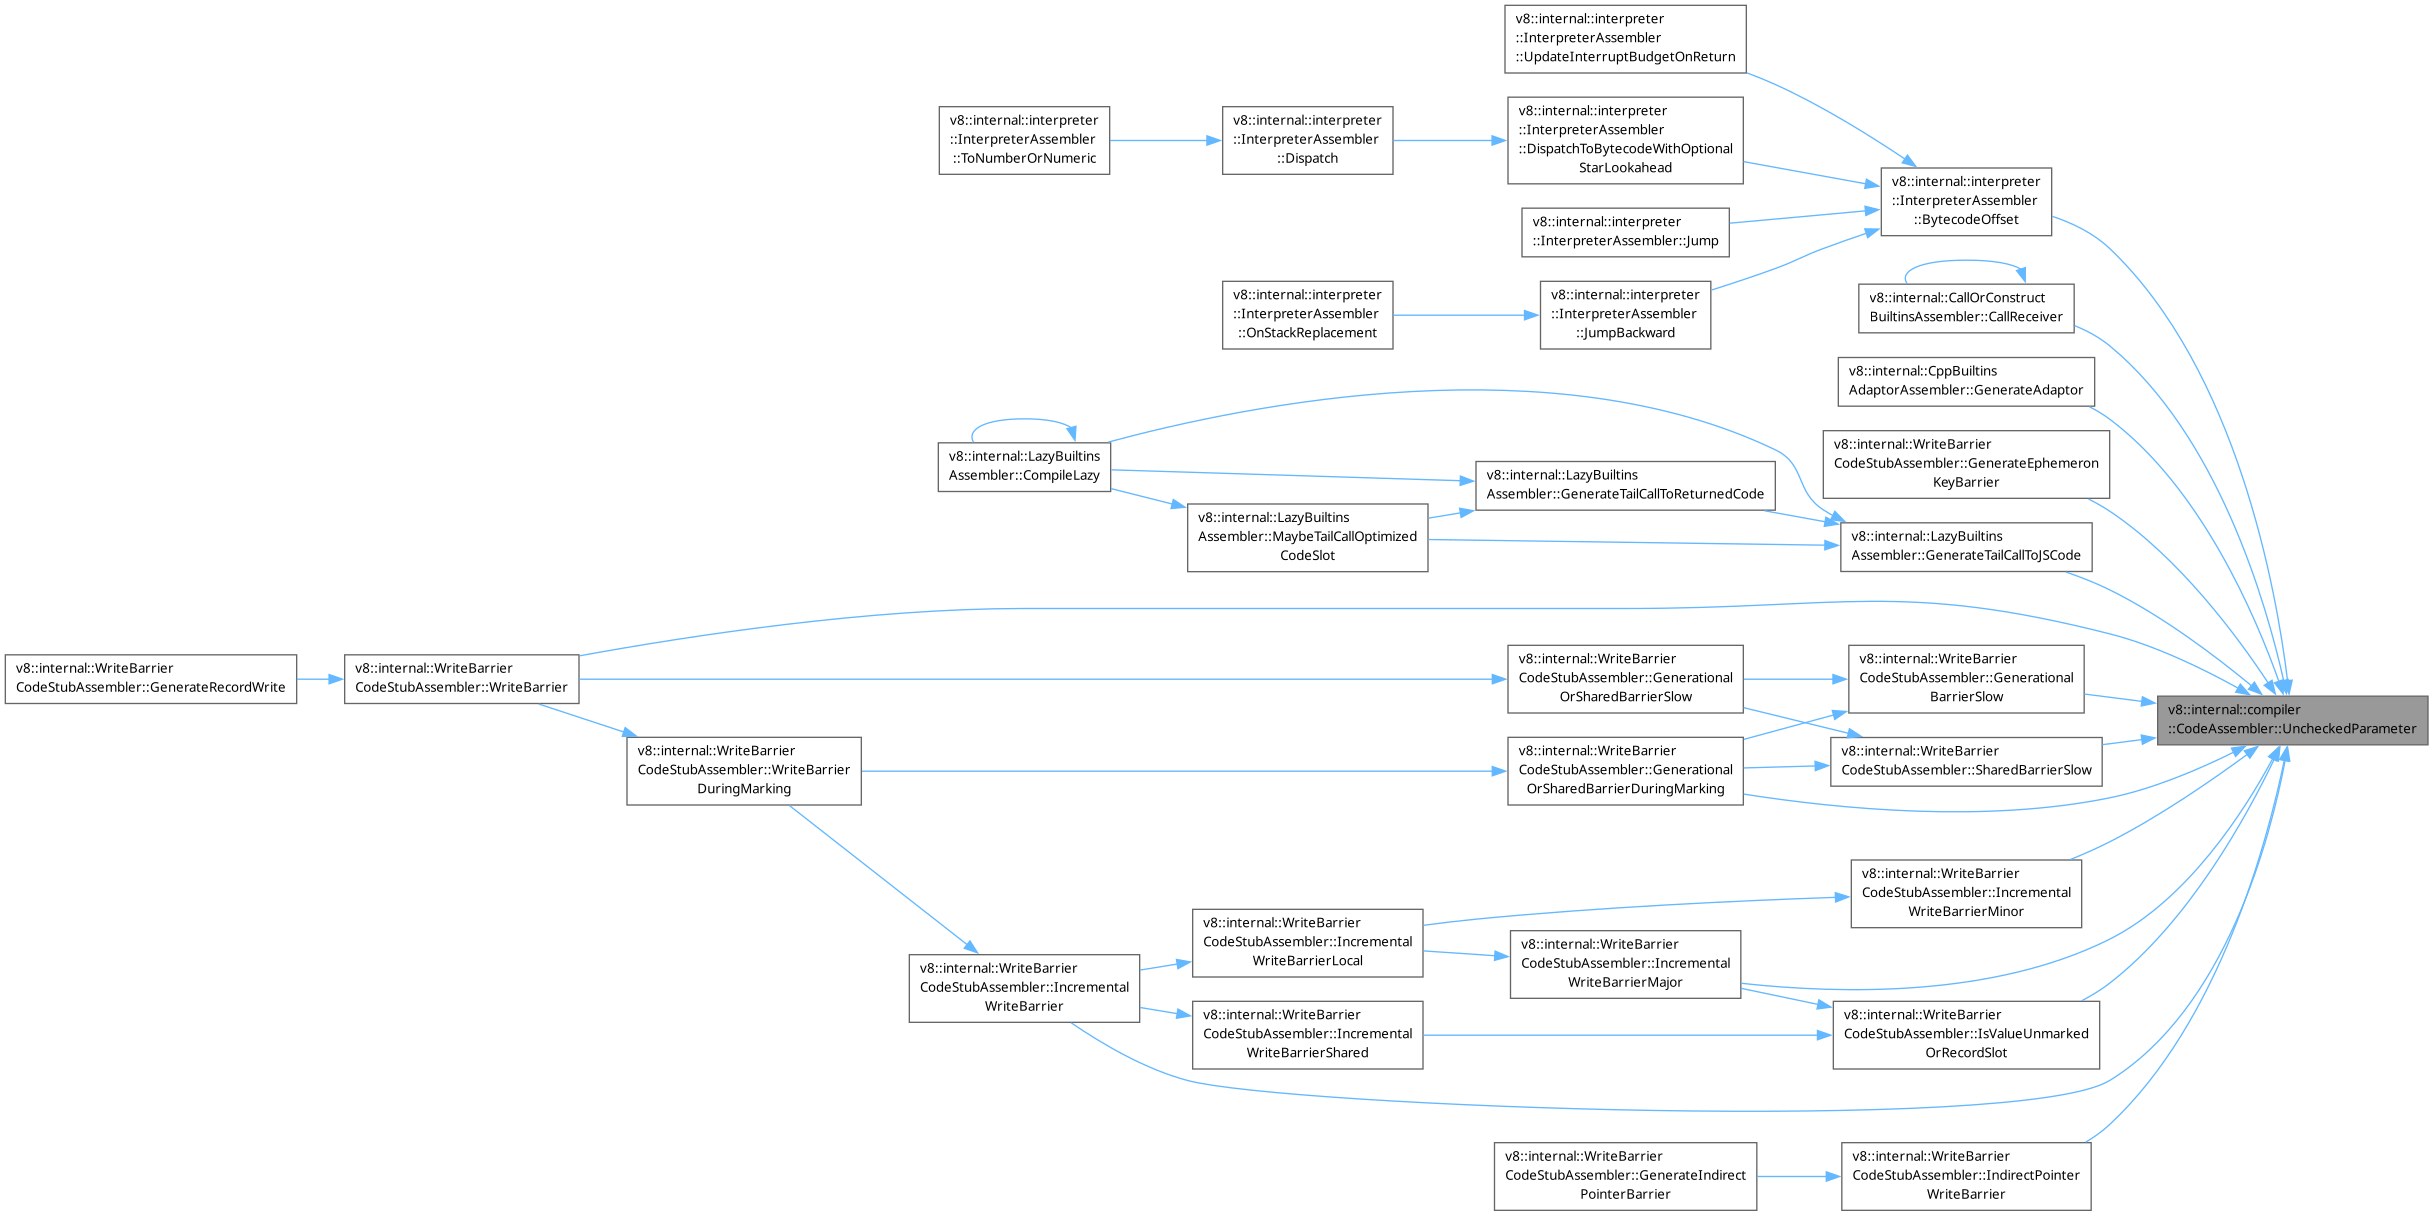 v8::internal::interpreter
::InterpreterAssembler
::UpdateInterruptBudgetOnReturn
v8::internal::interpreter
::InterpreterAssembler
::ToNumberOrNumeric
v8::internal::interpreter
::InterpreterAssembler
::Dispatch
v8::internal::interpreter
::InterpreterAssembler
::DispatchToBytecodeWithOptional
StarLookahead
v8::internal::interpreter
::InterpreterAssembler
::BytecodeOffset
v8::internal::interpreter
::InterpreterAssembler::Jump
v8::internal::interpreter
::InterpreterAssembler
::OnStackReplacement
v8::internal::interpreter
::InterpreterAssembler
::JumpBackward
v8::internal::CallOrConstruct
BuiltinsAssembler::CallReceiver
v8::internal::CppBuiltins
AdaptorAssembler::GenerateAdaptor
v8::internal::WriteBarrier
CodeStubAssembler::GenerateEphemeron
KeyBarrier
v8::internal::LazyBuiltins
Assembler::CompileLazy
v8::internal::LazyBuiltins
Assembler::GenerateTailCallToReturnedCode
v8::internal::LazyBuiltins
Assembler::MaybeTailCallOptimized
CodeSlot
v8::internal::LazyBuiltins
Assembler::GenerateTailCallToJSCode
v8::internal::WriteBarrier
CodeStubAssembler::GenerateRecordWrite
v8::internal::WriteBarrier
CodeStubAssembler::WriteBarrier
v8::internal::WriteBarrier
CodeStubAssembler::Generational
OrSharedBarrierSlow
v8::internal::WriteBarrier
CodeStubAssembler::Generational
BarrierSlow
v8::internal::compiler
::CodeAssembler::UncheckedParameter
v8::internal::WriteBarrier
CodeStubAssembler::WriteBarrier
DuringMarking
v8::internal::WriteBarrier
CodeStubAssembler::Generational
OrSharedBarrierDuringMarking
v8::internal::WriteBarrier
CodeStubAssembler::SharedBarrierSlow
v8::internal::WriteBarrier
CodeStubAssembler::Incremental
WriteBarrierMinor
v8::internal::WriteBarrier
CodeStubAssembler::Incremental
WriteBarrierLocal
v8::internal::WriteBarrier
CodeStubAssembler::Incremental
WriteBarrierMajor
v8::internal::WriteBarrier
CodeStubAssembler::Incremental
WriteBarrier
v8::internal::WriteBarrier
CodeStubAssembler::Incremental
WriteBarrierShared
v8::internal::WriteBarrier
CodeStubAssembler::IsValueUnmarked
OrRecordSlot
v8::internal::WriteBarrier
CodeStubAssembler::GenerateIndirect
PointerBarrier
v8::internal::WriteBarrier
CodeStubAssembler::IndirectPointer
WriteBarrier